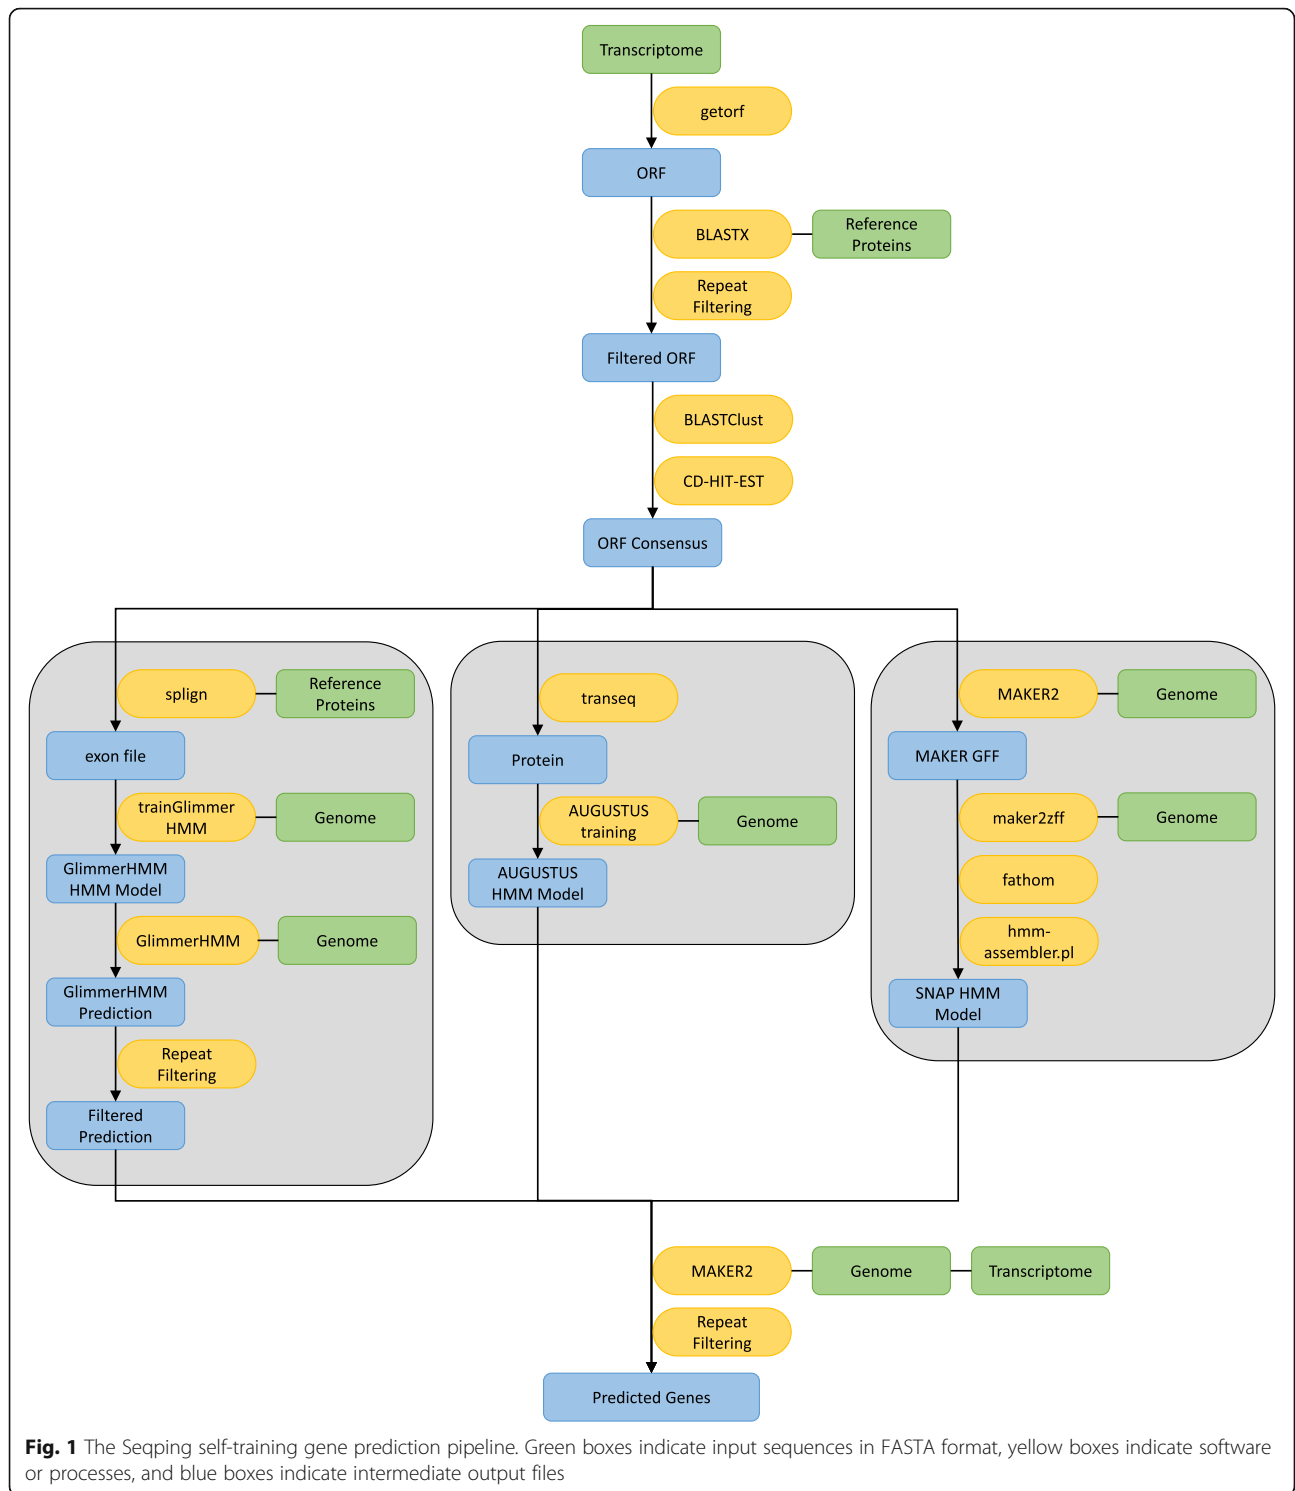 Transcriptome
getorf
ORF
BLASTX
Reference
Proteins
Repeat
Filtering
Filtered ORF
BLASTClust
CD-HIT-EST
ORF Consensus
splign
Reference
Proteins
exon file
trainGlimmer
HMM
Genome
GlimmerHMM
HMM Model
GlimmerHMM
Genome
GlimmerHMM
Prediction
Repeat
Filtering
Filtered
Prediction
transeq
Protein
AUGUSTUS
training
Genome
AUGUSTUS
HMM Model
MAKER2
Genome
MAKER GFF
maker2zff
Genome
fathom
hmm-
assembler.pl
SNAP HMM
Model
MAKER2
Genome
Transcriptome
Repeat
Filtering
Predicted Genes
Fig. 1 The Seqping self-training gene prediction pipeline. Green boxes indicate input sequences in FASTA format, yellow boxes indicate software
or processes, and blue boxes indicate intermediate output files